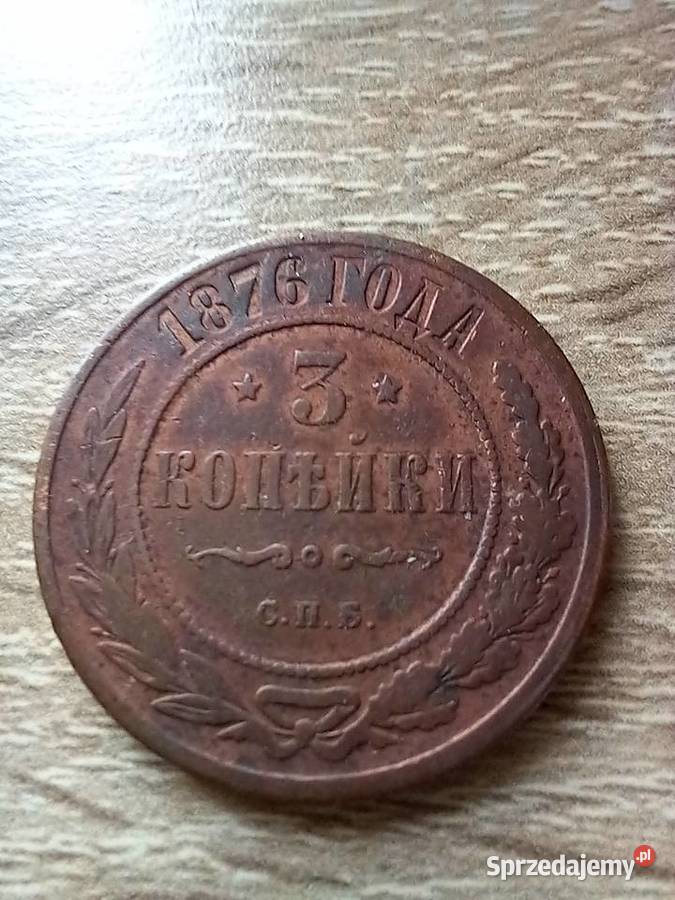 1876 ГОДА
3
КОПѢЙКИ
С.П.Б.
Sprzedajemy.pl